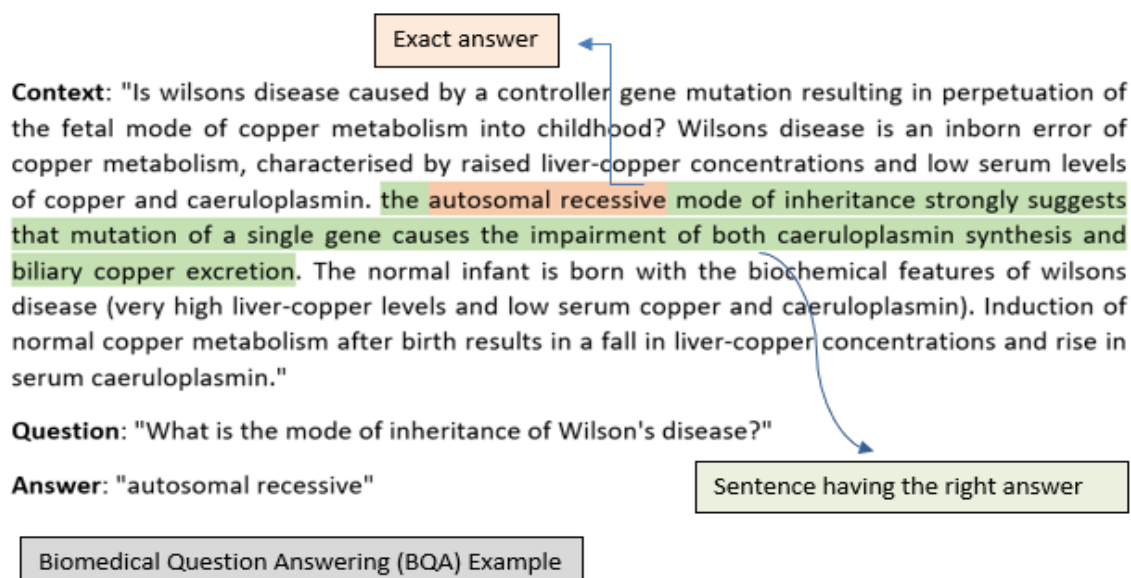 Exact answer
Context: "Is wilsons disease caused by a controller gene mutation resulting in perpetuation of
the fetal mode of copper metabolism into childhood? Wilsons disease is an inborn error of
copper metabolism, characterised by raised liver-copper concentrations and low serum levels
of copper and caeruloplasmin. the autosomal recessive mode of inheritance strongly suggests
that mutation of a single gene causes the impairment of both caeruloplasmin synthesis and
biliary copper excretion. The normal infant is born with the biochemical features of wilsons
disease (very high liver-copper levels and low serum copper and caeruloplasmin). Induction of
normal copper metabolism after birth results in a fall in liver-copper concentrations and rise in
serum caeruloplasmin."
Question: "What is the mode of inheritance of Wilson's disease?"
Answer: "autosomal recessive"
Sentence having the right answer
Biomedical Question Answering (BQA) Example